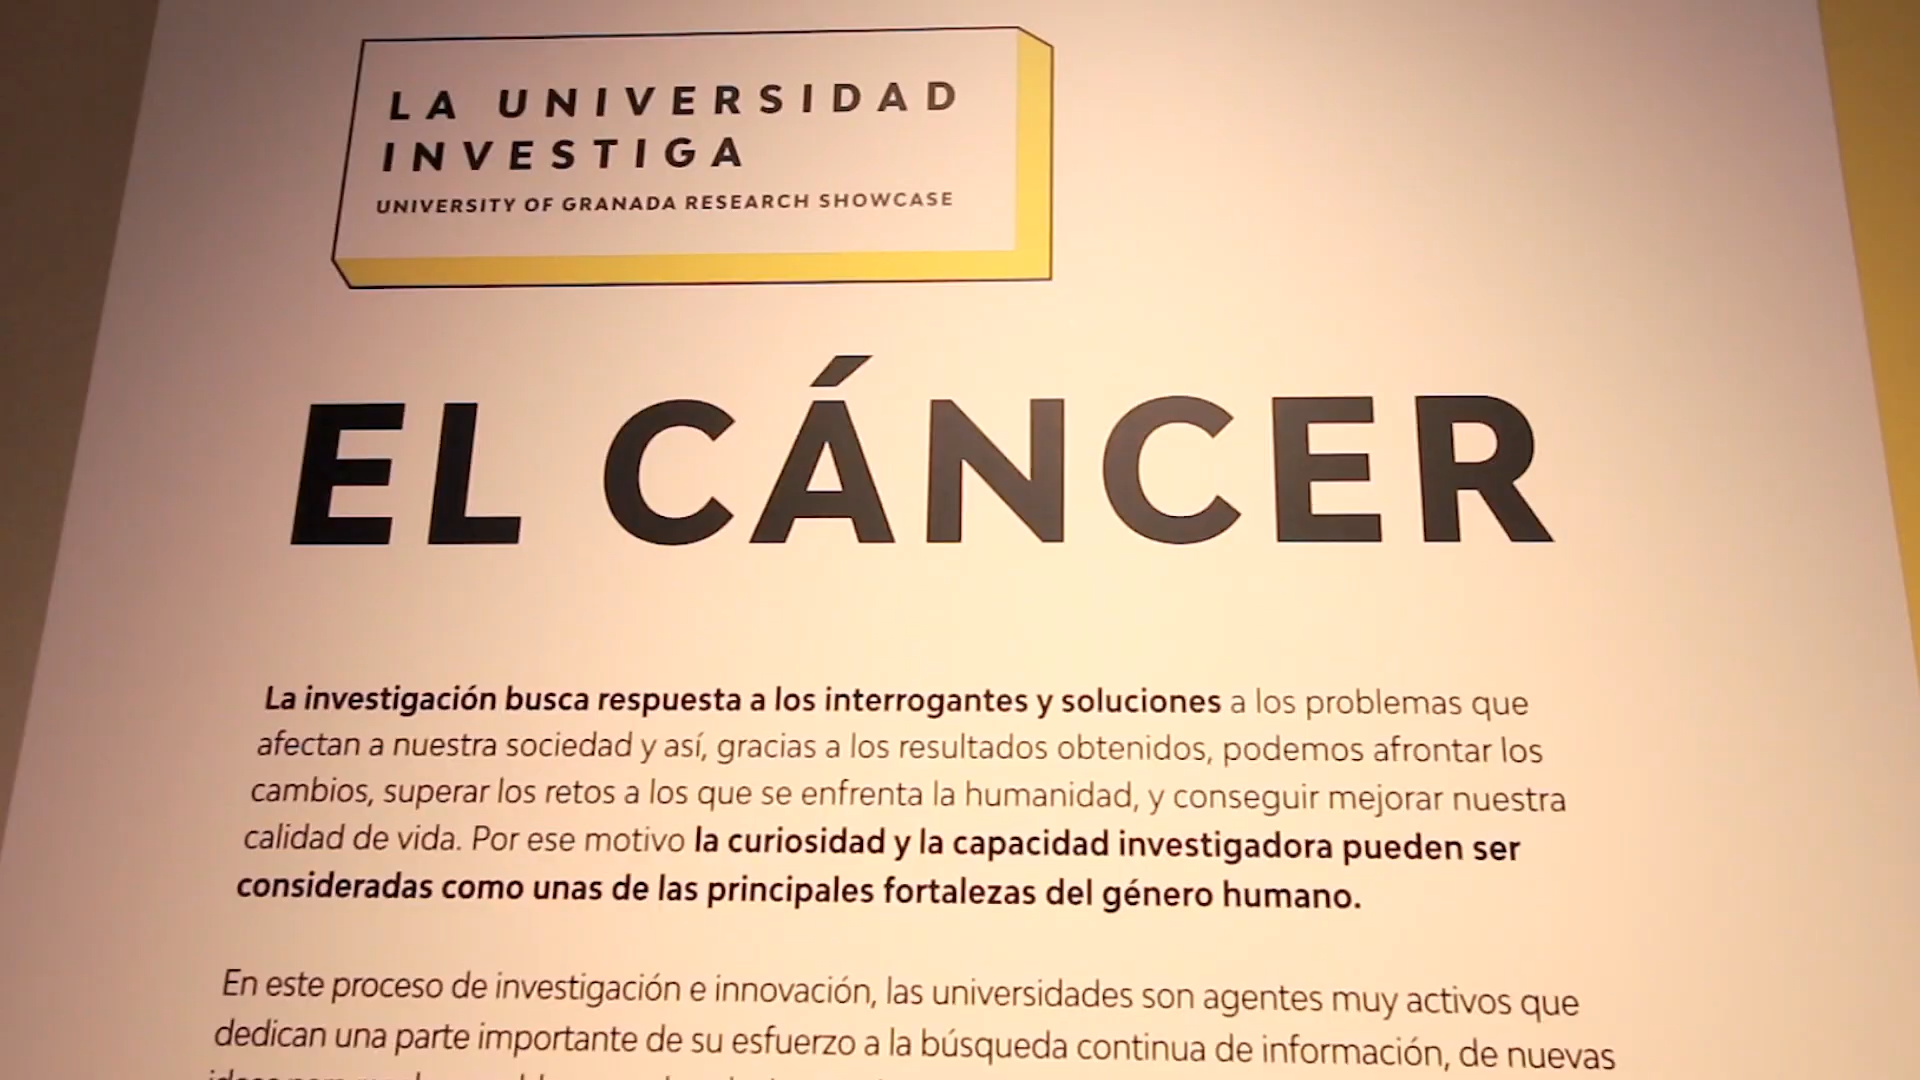 LA UNIVERSIDAD
INVESTIGA
UNIVERSITY OF GRANADA RESEARCH SHOWCASE
EL CÁNCER
La investigación busca respuesta a los interrogantes y soluciones a los problemas que
afectan a nuestra sociedad y así, gracias a los resultados obtenidos, podemos afrontar los
cambios, superar los retos a los que se enfrenta la humanidad, y conseguir mejorar nuestra
calidad de vida. Por ese motivo la curiosidad y la capacidad investigadora pueden ser
consideradas como unas de las principales fortalezas del género humano.
En este proceso de investigación e innovación, las universidades son agentes muy activos que
dedican una parte importante de su esfuerzo a la búsqueda continua de información, de nuevas